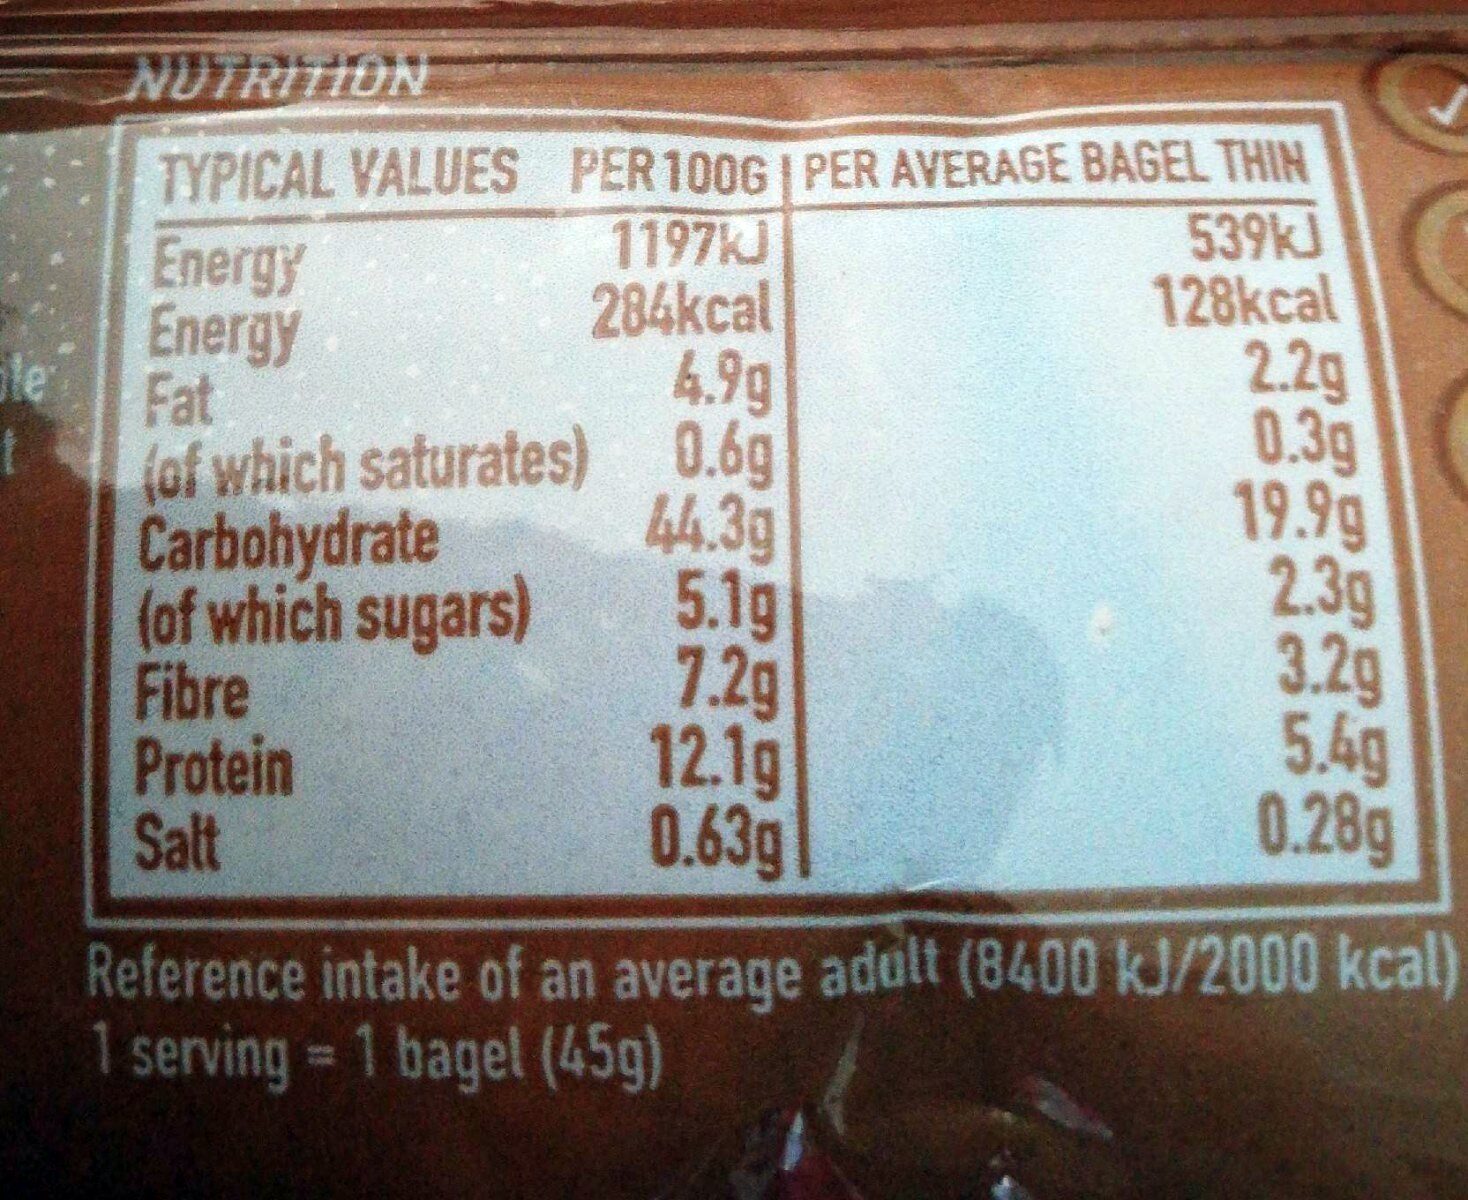 NUTRITION
TYPICAL VALUES PER 100G PER AVERAGE BAGEL THIN
Energy 1197kJ 539kJ
Energy 284kcal 128kcal
Fat 4.9g 2.2g
(of which saturates) 0.6g 0.3g
Carbohydrate 44.3g 19.9g
(of which sugars) 5.1g 2.3g
Fibre 7.2g 3.2g
Protein 12.1g 5.4g
Salt 0.63g 0.28g
Reference intake of an average adult (8400 kJ/2000 kcal)
1 serving = 1 bagel (45g)